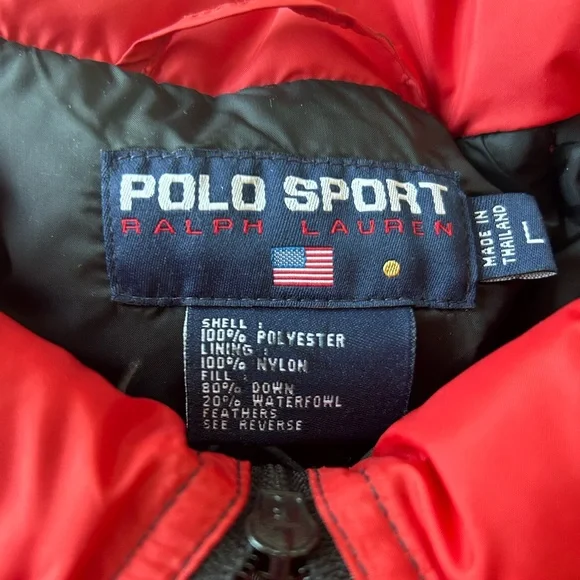 POLO SPORT
RALPH LAUREN
MADE IN
THAILAND
L
SHELL :
100% POLYESTER
LINING :
100% NYLON
FILL :
80% DOWN
20% WATERFOWL
FEATHERS
SEE REVERSE